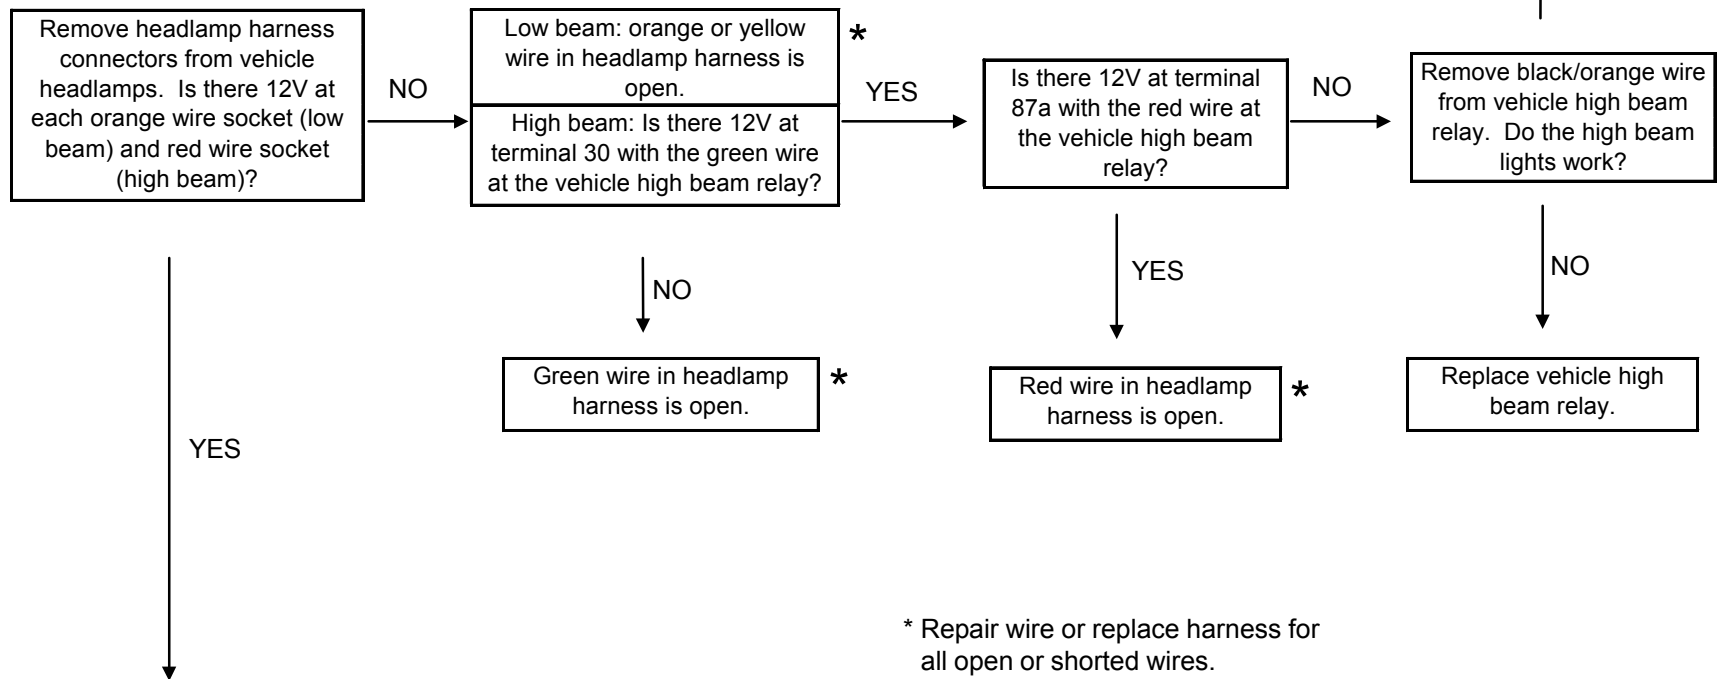 Remove headlamp harness
connectors from vehicle
headlamps. Is there 12V at
each orange wire socket (low
beam) and red wire socket
(high beam)?
NO
Low beam: orange or yellow
wire in headlamp harness is
open.
*
High beam: Is there 12V at
terminal 30 with the green wire
at the vehicle high beam relay?
YES
Is there 12V at terminal
87a with the red wire at
the vehicle high beam
relay?
NO
Remove black/orange wire
from vehicle high beam
relay. Do the high beam
lights work?
NO
YES
NO
Green wire in headlamp
harness is open.
*
Red wire in headlamp
harness is open.
*
Replace vehicle high
beam relay.
YES
* Repair wire or replace harness for
all open or shorted wires.